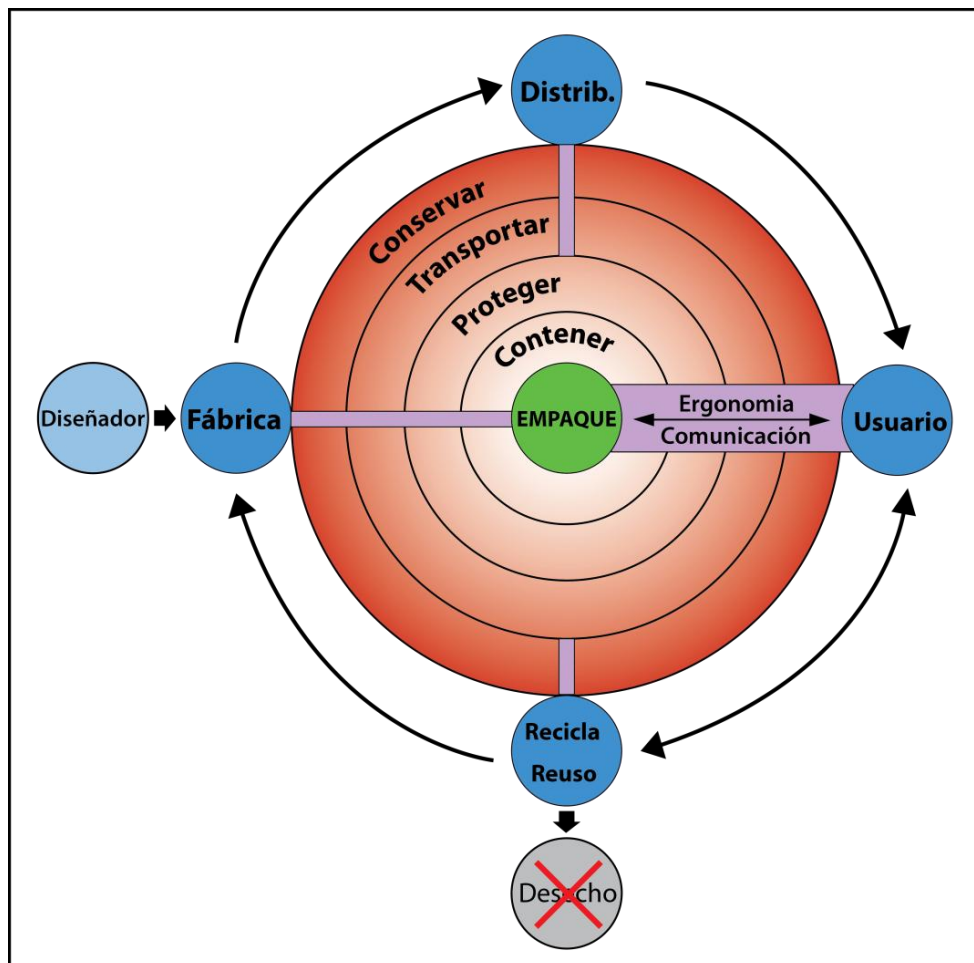 Distrib.
Conservar
Transportar
Proteger
Contener
Diseñador
Fábrica
EMPAQUE
Ergonomia
Comunicación
Usuario
Recicla
Reuso
Desecho